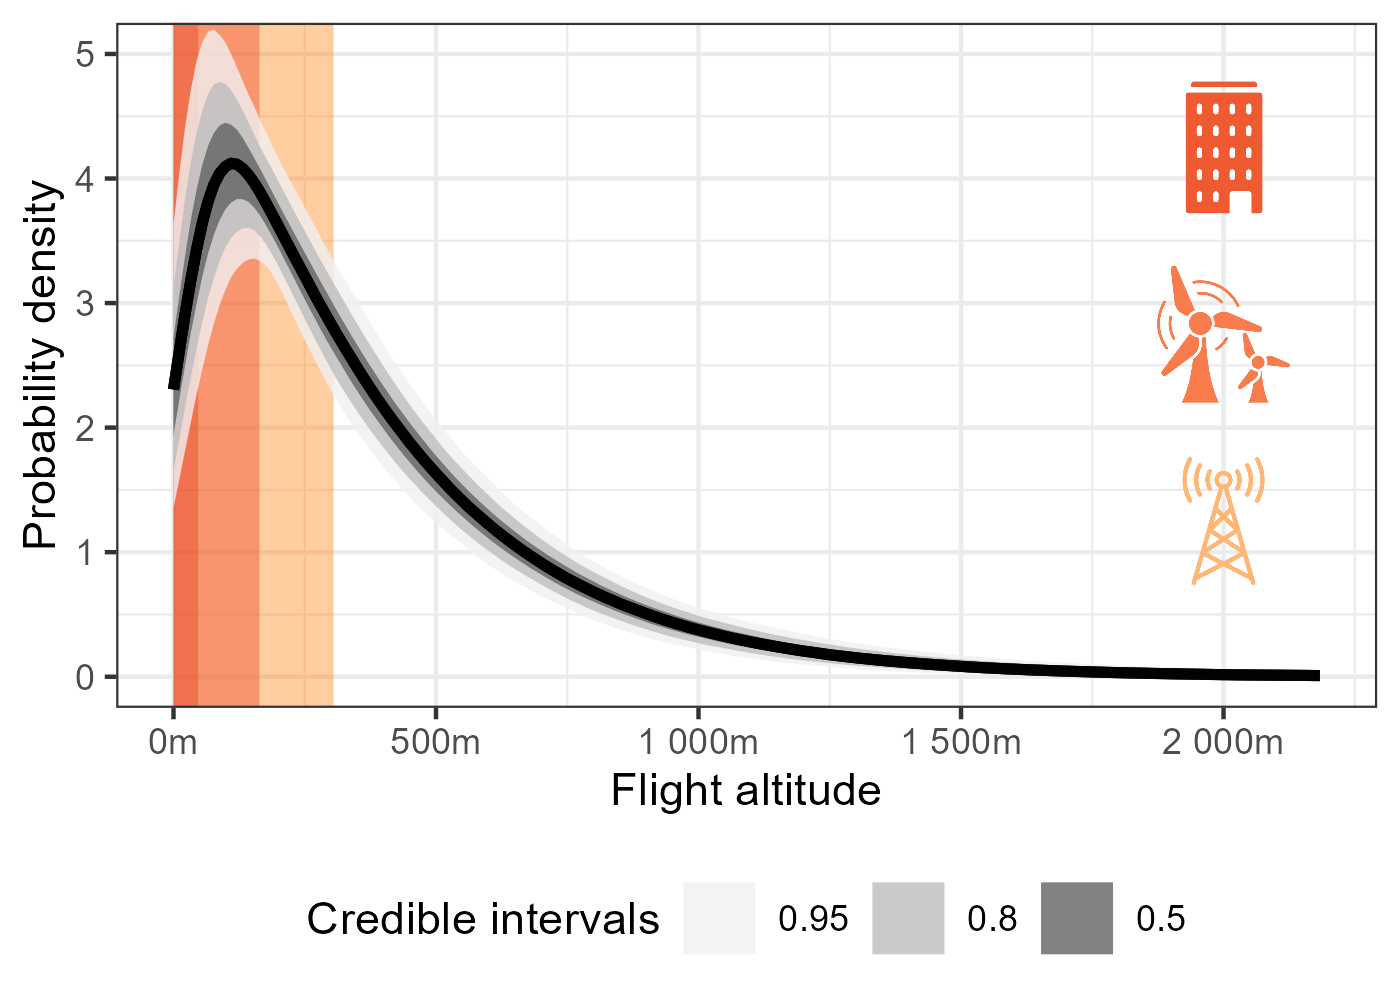 Probability density
5
4
3
2
1
0
0m 500m 1 000m 1 500m 2 000m
Flight altitude
Credible intervals 0.95 0.8 0.5